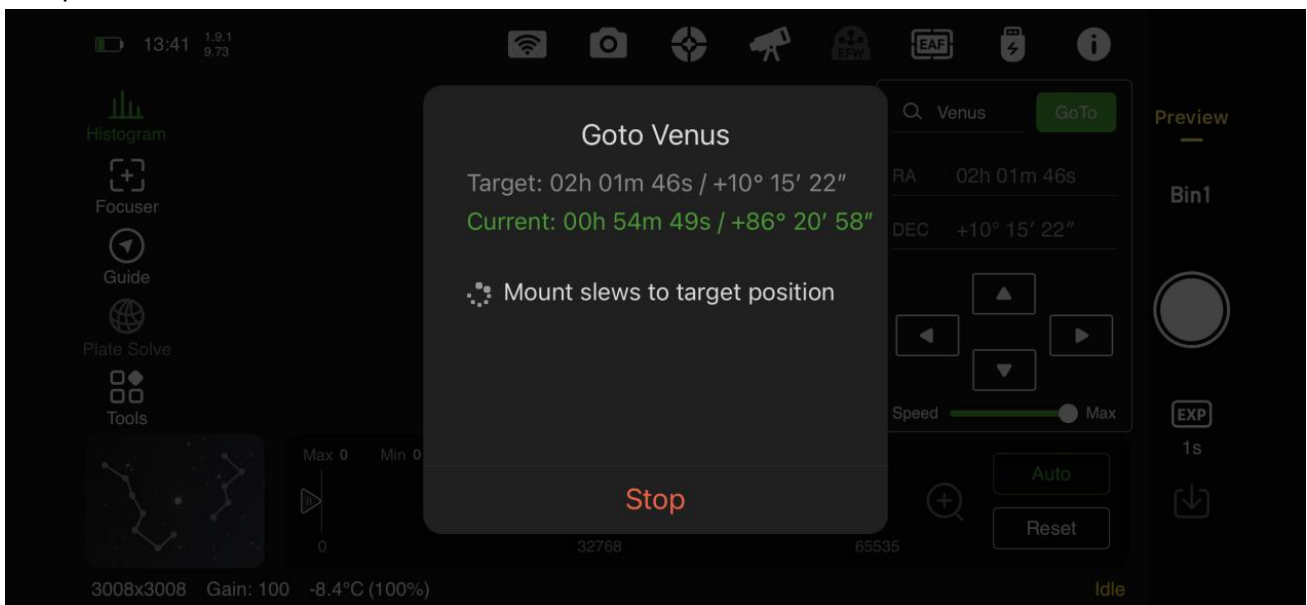 13:41 1.9.1
9.73
EFW
EAF
Histogram
Focuser
Guide
Plate Solve
Tools
Goto Venus
Target: 02h 01m 46s / +10° 15′ 22″
Current: 00h 54m 49s / +86° 20′ 58″
Mount slews to target position
Stop
Venus GoTo
RA 02h 01m 46s
DEC +10° 15′ 22″
Speed Max
Preview
Bin1
EXP
1s
Max 0 Min 0
0 32768 65535
Auto
Reset
3008x3008 Gain: 100 -8.4°C (100%) Idle